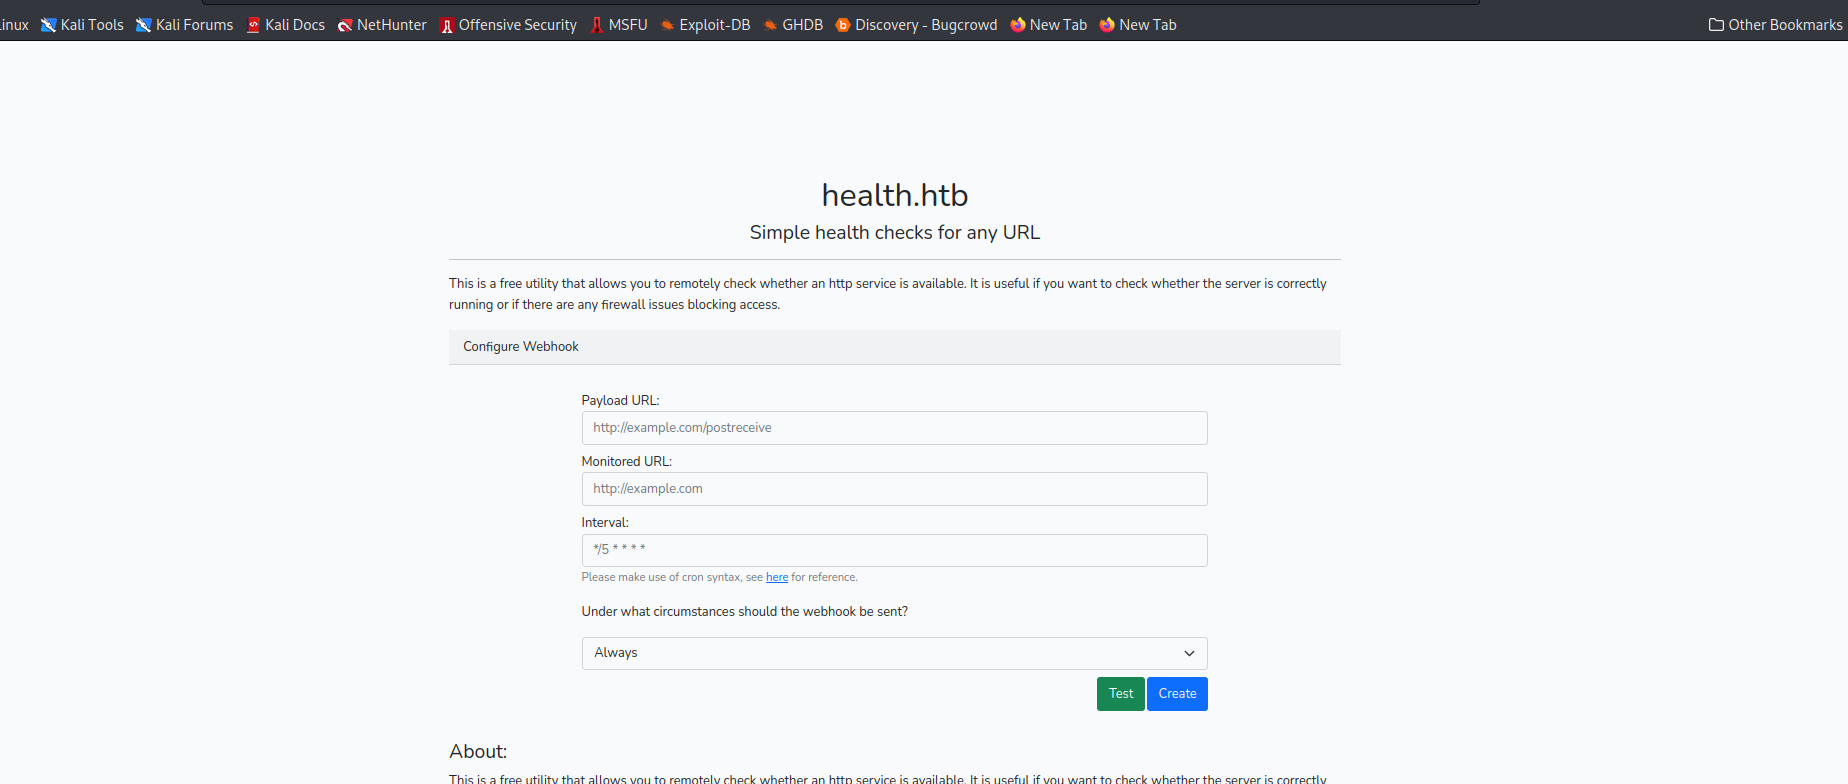 inux Kali Tools Kali Forums Kali Docs NetHunter Offensive Security MSFU Exploit-DB GHDB Discovery - Bugcrowd New Tab New Tab Other Bookmarks
health.htb
Simple health checks for any URL
This is a free utility that allows you to remotely check whether an http service is available. It is useful if you want to check whether the server is correctly
running or if there are any firewall issues blocking access.
Configure Webhook
Payload URL:
http://example.com/postreceive
Monitored URL:
http://example.com
Interval:
*/5 * * * *
Please make use of cron syntax, see here for reference.
Under what circumstances should the webhook be sent?
Always
Test Create
About:
This is a free utility that allows you to remotely check whether an http service is available. It is useful if you want to check whether the server is correctly